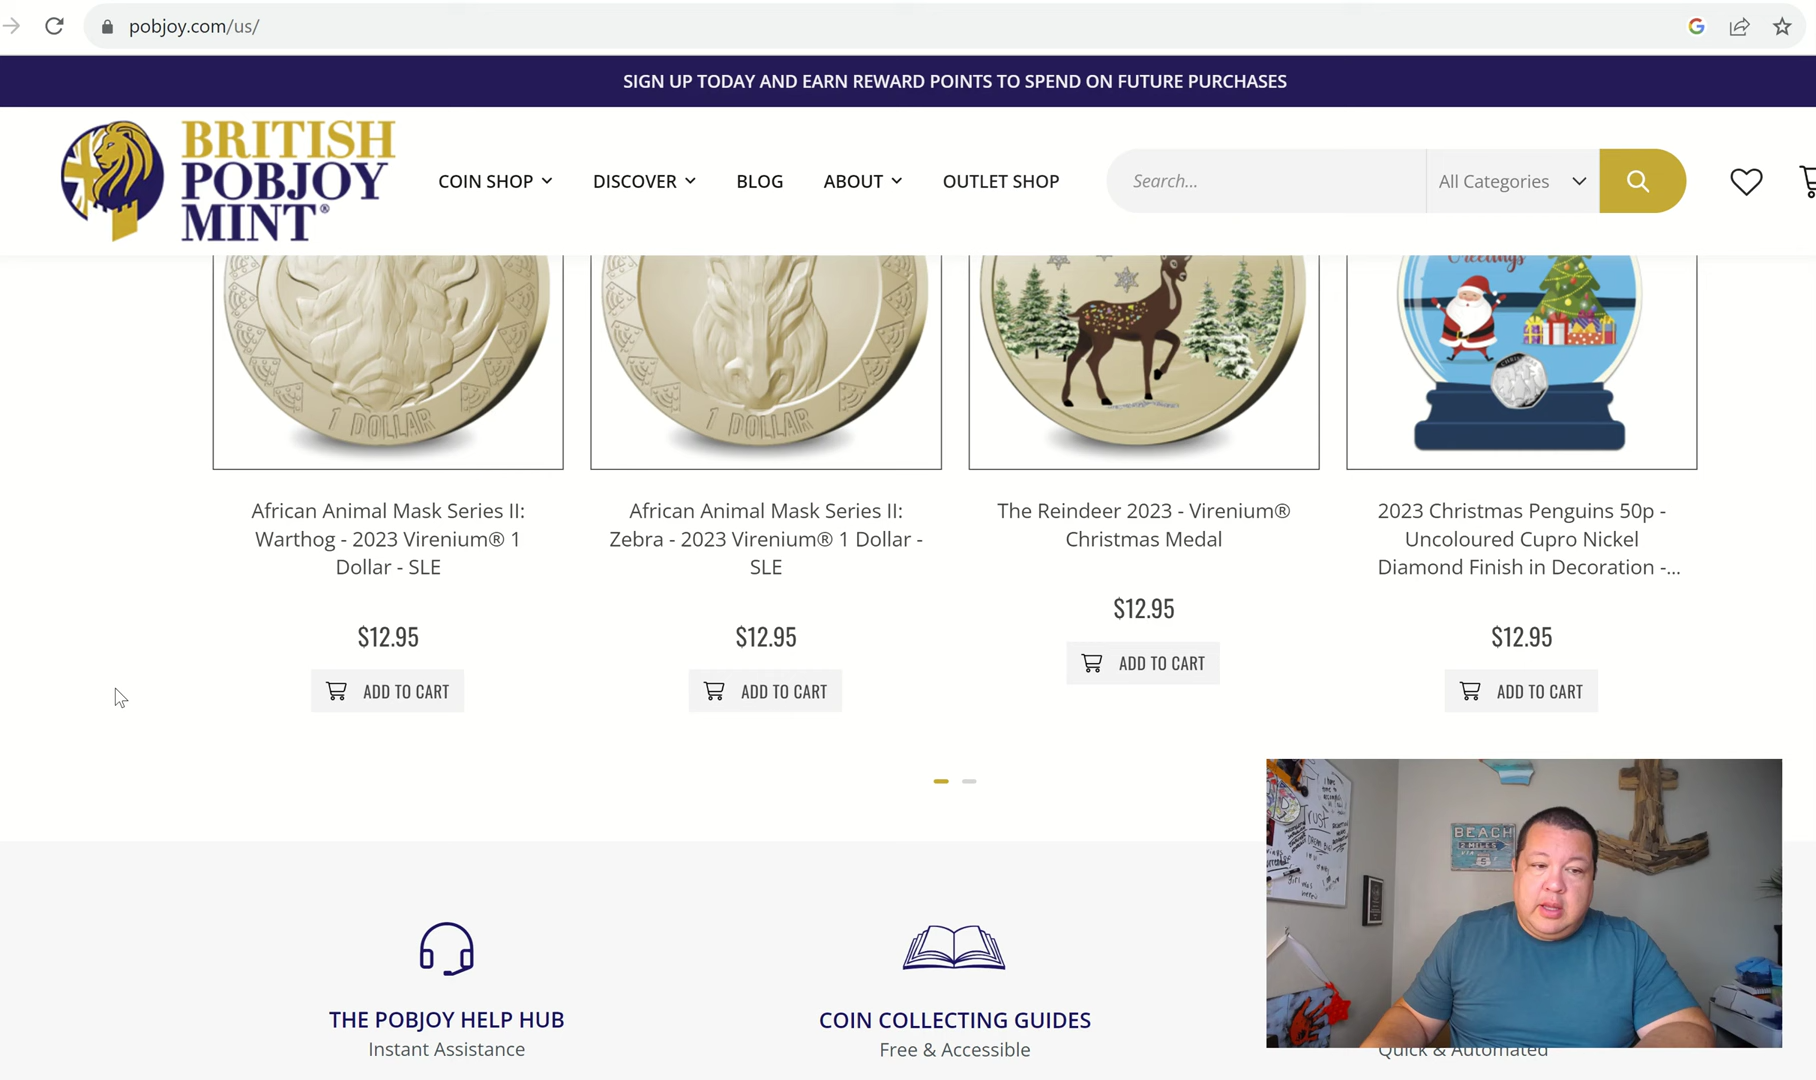 pobjoy.com/us/
SIGN UP TODAY AND EARN REWARD POINTS TO SPEND ON FUTURE PURCHASES
BRITISH
POBJOY
MINT®
COIN SHOP
DISCOVER
BLOG
ABOUT
OUTLET SHOP
Search...
All Categories
Greetings
1 DOLLAR
1 DOLLAR
African Animal Mask Series II:
Warthog - 2023 Virenium® 1
Dollar - SLE
$12.95
ADD TO CART
African Animal Mask Series II:
Zebra - 2023 Virenium® 1 Dollar -
SLE
$12.95
ADD TO CART
The Reindeer 2023 - Virenium®
Christmas Medal
$12.95
ADD TO CART
2023 Christmas Penguins 50p -
Uncoloured Cupro Nickel
Diamond Finish in Decoration -...
$12.95
ADD TO CART
Trust
BEACH
2 MILES
VIA
THE POBJOY HELP HUB
Instant Assistance
COIN COLLECTING GUIDES
Free & Accessible
Quick & Automated